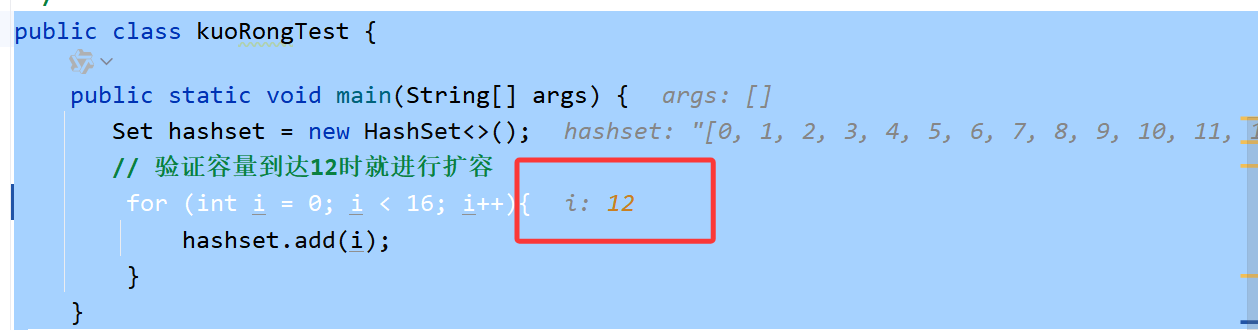 public class kuoRongTest {
public static void main(String[] args) { args: []
Set hashset = new HashSet<>(); hashset: "[0, 1, 2, 3, 4, 5, 6, 7, 8, 9, 10, 11, 1
// 验证容量到达12时就进行扩容
for (int i = 0; i < 16; i++){ i: 12
hashset.add(i);
}
}